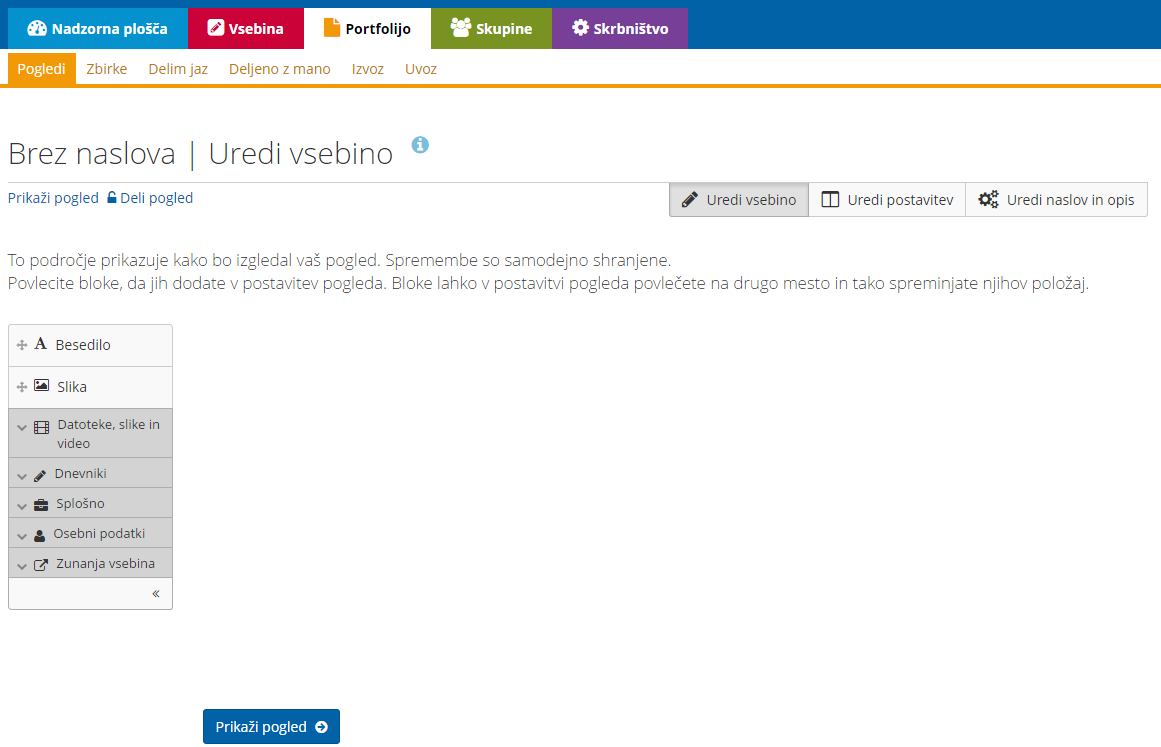 Nadzorna plošča Vsebina Portfolijo Skupine Skrbništvo
Pogledi Zbirke Delim jaz Deljeno z mano Izvoz Uvoz
Brez naslova | Uredi vsebino
Prikaži pogled Deli pogled Uredi vsebino Uredi postavitev Uredi naslov in opis
To področje prikazuje kako bo izgledal vaš pogled. Spremembe so samodejno shranjene.
Povlecite bloke, da jih dodate v postavitev pogleda. Bloke lahko v postavitvi pogleda povlečete na drugo mesto in tako spreminjate njihov položaj.
Besedilo
Slika
Datoteke, slike in
video
Dnevniki
Splošno
Osebni podatki
Zunanja vsebina
«
Prikaži pogled